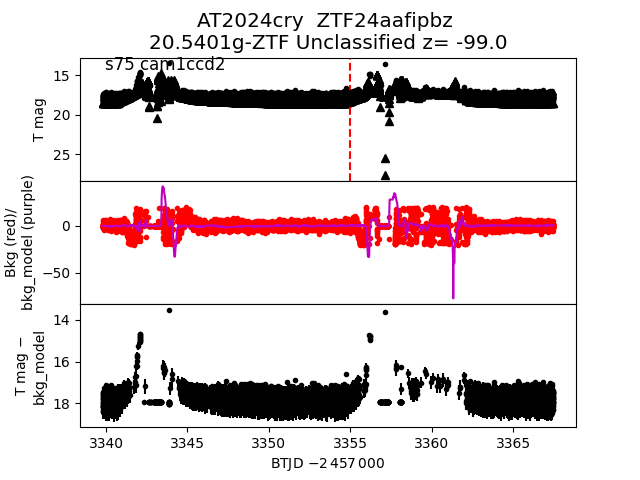 AT2024cry  ZTF24aafipbz
20.5401g-ZTF Unclassified z= -99.0
s75 cam1ccd2
T mag
15
20
25
Bkg (red)/
bkg_model (purple)
0
−50
T mag −
bkg_model
14
16
18
3340 3345 3350 3355 3360 3365
BTJD −2 457 000